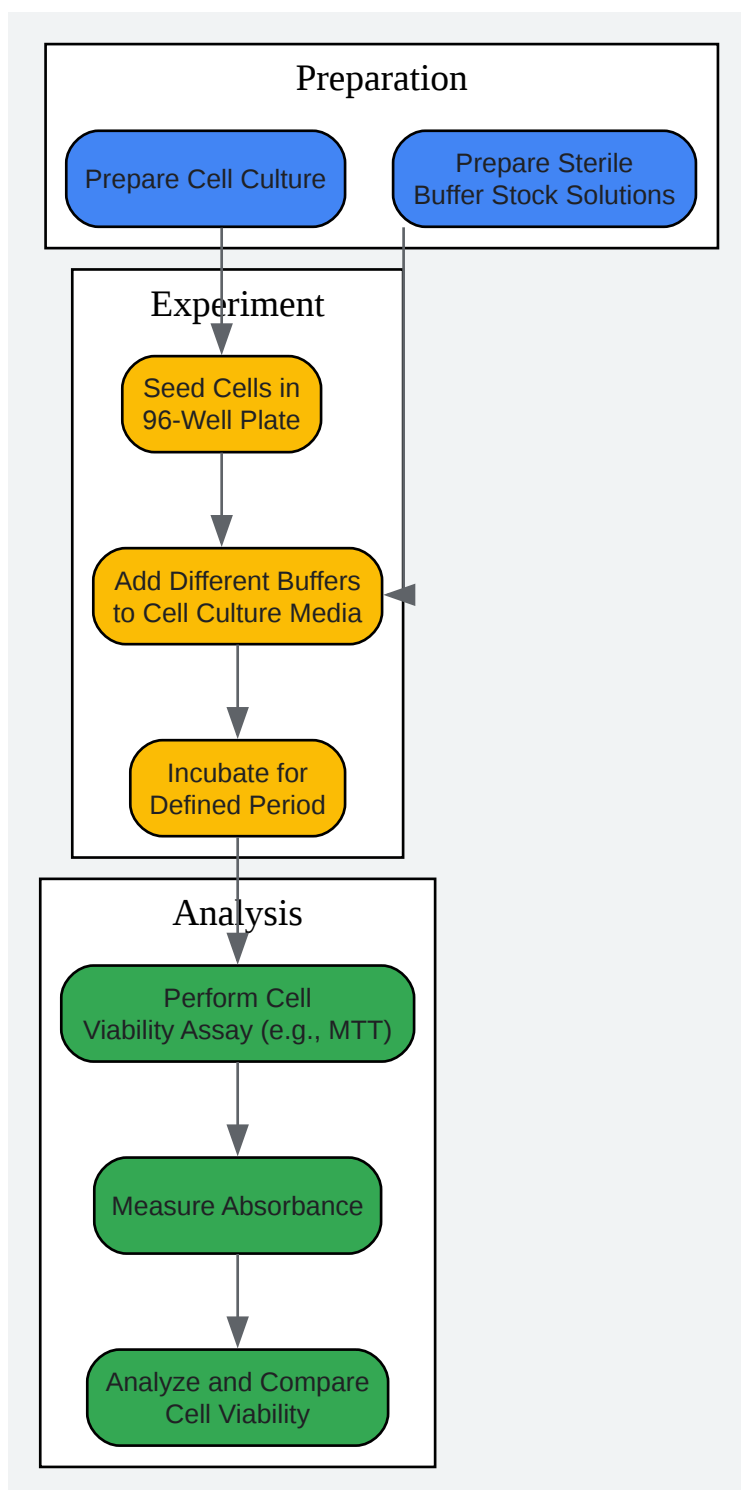 Preparation
Prepare Cell Culture
Prepare Sterile
Buffer Stock Solutions
Experiment
Seed Cells in
96-Well Plate
Add Different Buffers
to Cell Culture Media
Incubate for
Defined Period
Analysis
Perform Cell
Viability Assay (e.g., MTT)
Measure Absorbance
Analyze and Compare
Cell Viability